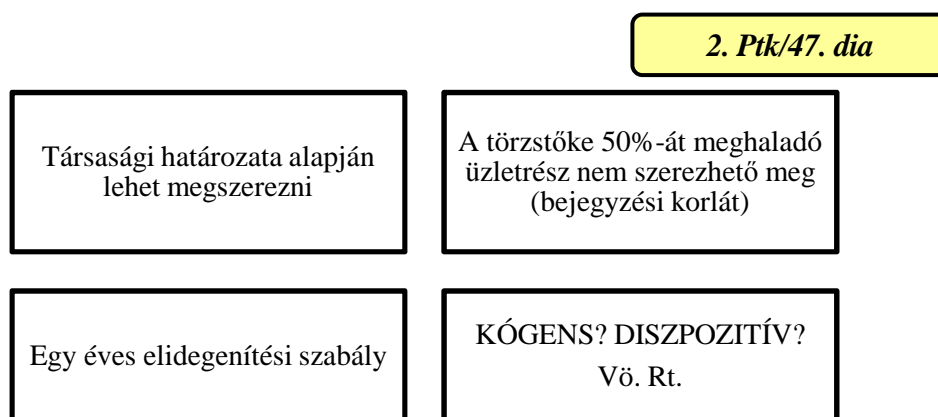 2. Ptk/47. dia
Társasági határozata alapján
lehet megszerezni
A törzstőke 50%-át meghaladó
üzletrész nem szerezhető meg
(bejegyzési korlát)
Egy éves elidegenítési szabály
KÓGENS? DISZPOZITÍV?
Vö. Rt.